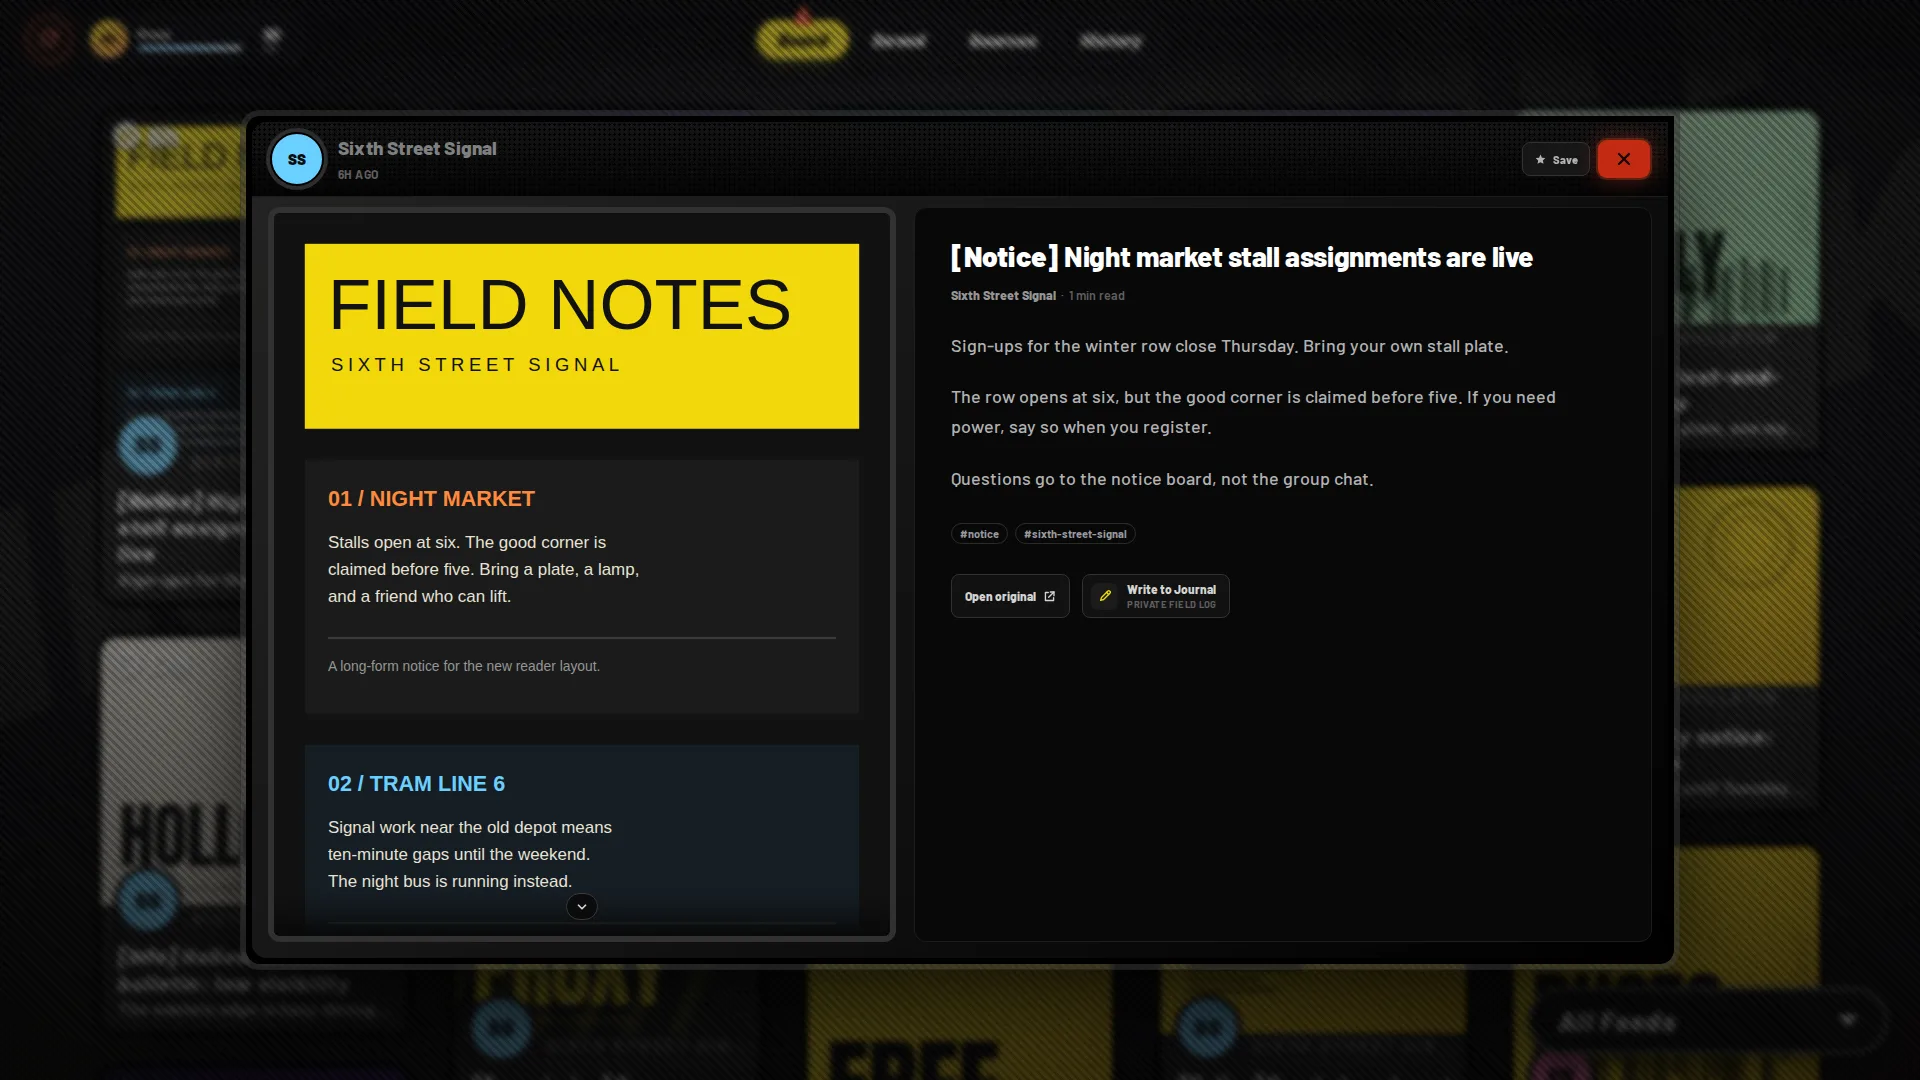 SS
Sixth Street Signal
6H AGO
Save
FIELD NOTES
SIXTH STREET SIGNAL
01 / NIGHT MARKET
Stalls open at six. The good corner is
claimed before five. Bring a plate, a lamp,
and a friend who can lift.
A long-form notice for the new reader layout.
02 / TRAM LINE 6
Signal work near the old depot means
ten-minute gaps until the weekend.
The night bus is running instead.
[Notice] Night market stall assignments are live
Sixth Street Signal · 1 min read
Sign-ups for the winter row close Thursday. Bring your own stall plate.
The row opens at six, but the good corner is claimed before five. If you need
power, say so when you register.
Questions go to the notice board, not the group chat.
#notice #sixth-street-signal
Open original
Write to Journal
PRIVATE FIELD LOG
All Feeds